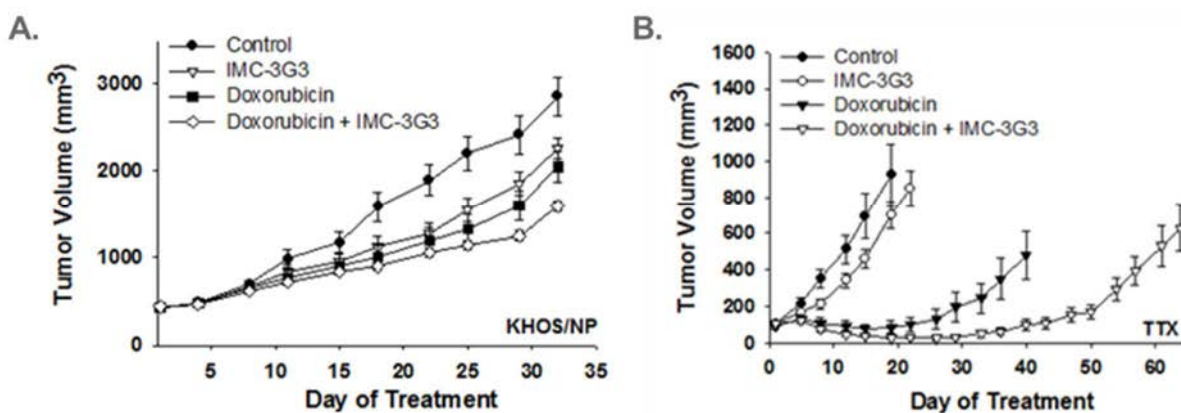 A.
Control
IMC-3G3
Doxorubicin
Doxorubicin + IMC-3G3
Tumor Volume (mm3)
3000
2000
1000
0
KHOS/NP
5 10 15 20 25 30 35
Day of Treatment
B.
Control
IMC-3G3
Doxorubicin
Doxorubicin + IMC-3G3
Tumor Volume (mm3)
1600
1400
1200
1000
800
600
400
200
0
TTX
0 10 20 30 40 50 60
Day of Treatment